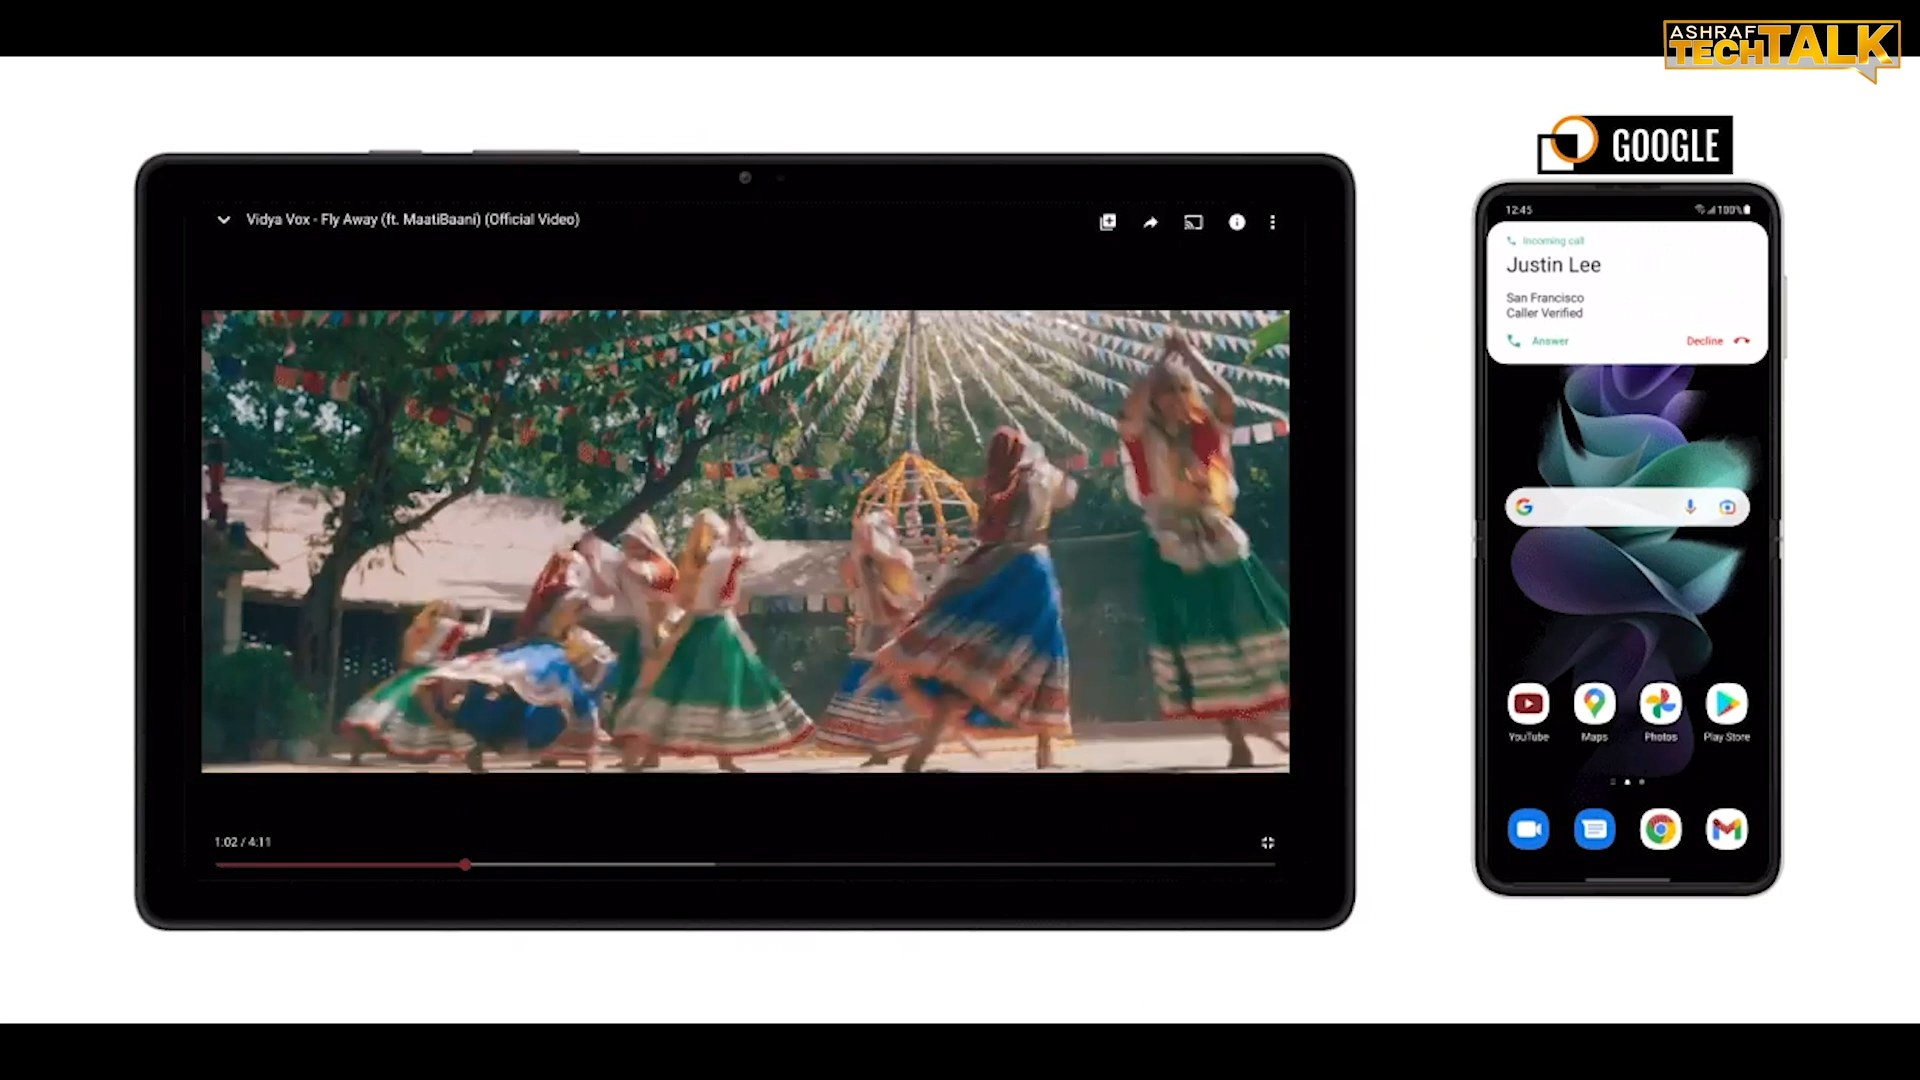 ASHRAF
TECHTALK
GOOGLE
Vidya Vox - Fly Away (ft. MaatiBaani) (Official Video)
12:45
100%
Incoming call
Justin Lee
San Francisco
Caller Verified
Answer
Decline
YouTube
Maps
Photos
Play Store
1:02 / 4:11